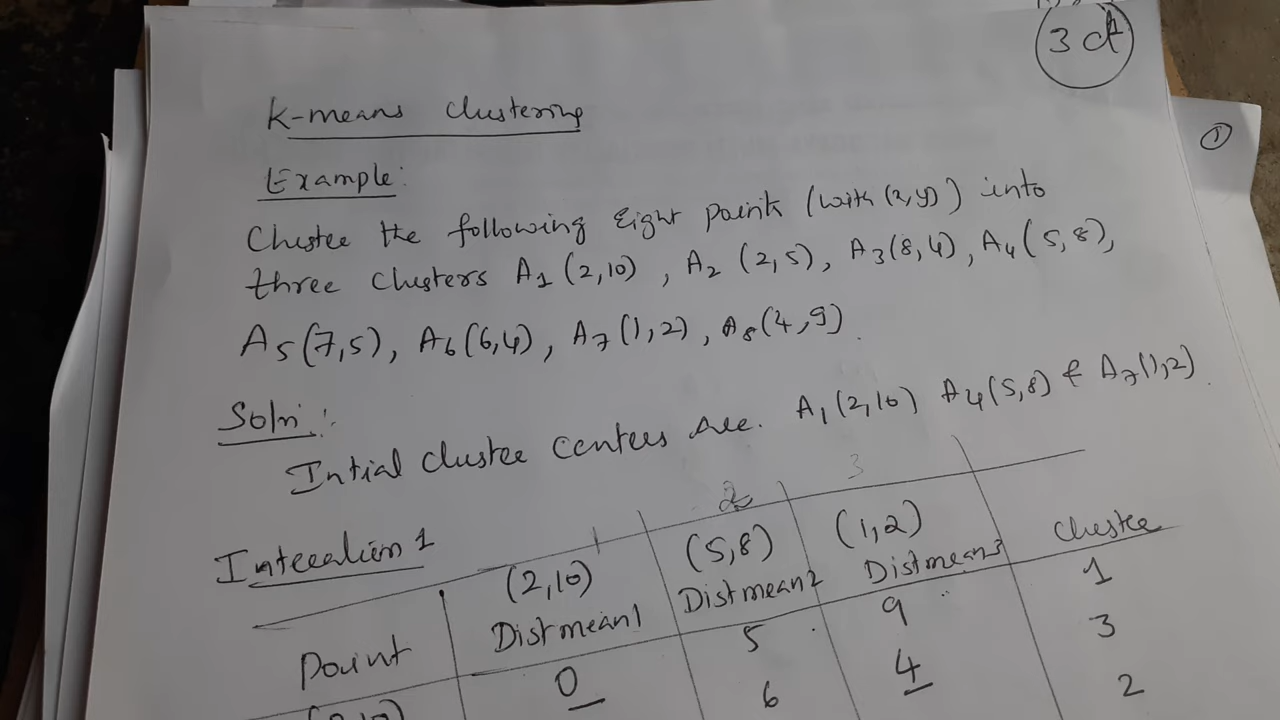 3 d
①
K-means clustering
Example:
Cluster the following Eight points (with (x,y)) into
three clusters A1 (2,10), A2 (2,5), A3(8,4), A4(5,8),
A5(7,5), A6(6,4), A7(1,2), A8(4,9).
Soln:
Intial cluster centers are. A1(2,10) A4(5,8) & A7(1,2).
1 2 3
Interation 1
(2,10) (5,8) (1,2)
Point Dist mean1 Dist mean2 Dist mean3 Cluster
0 5 9 1
6 4 3
2